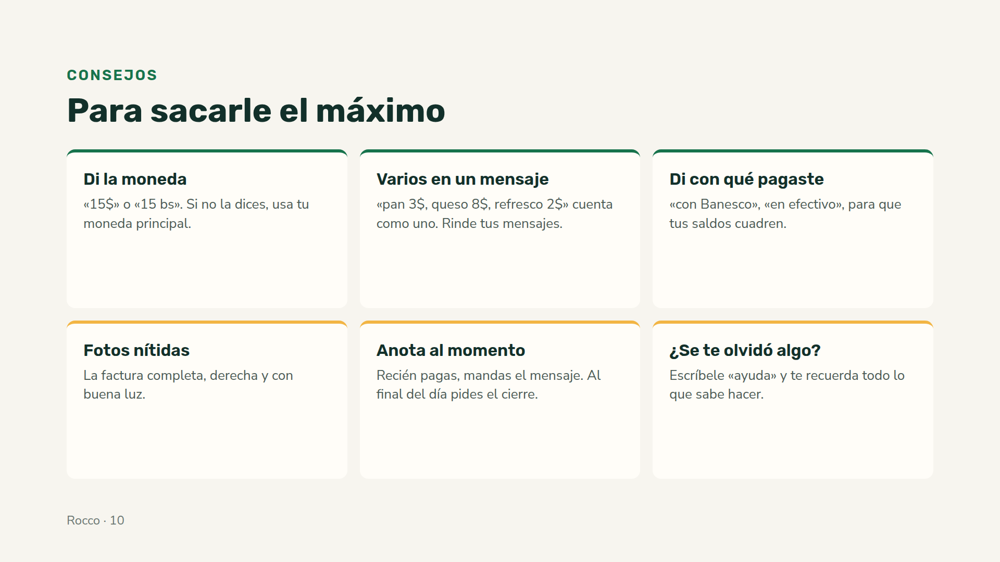 CONSEJOS
Para sacarle el máximo
Di la moneda
«15$» o «15 bs». Si no la dices, usa tu
moneda principal.
Varios en un mensaje
«pan 3$, queso 8$, refresco 2$» cuenta
como uno. Rinde tus mensajes.
Di con qué pagaste
«con Banesco», «en efectivo», para que
tus saldos cuadren.
Fotos nítidas
La factura completa, derecha y con
buena luz.
Anota al momento
Recién pagas, mandas el mensaje. Al
final del día pides el cierre.
¿Se te olvidó algo?
Escríbele «ayuda» y te recuerda todo lo
que sabe hacer.
Rocco · 10